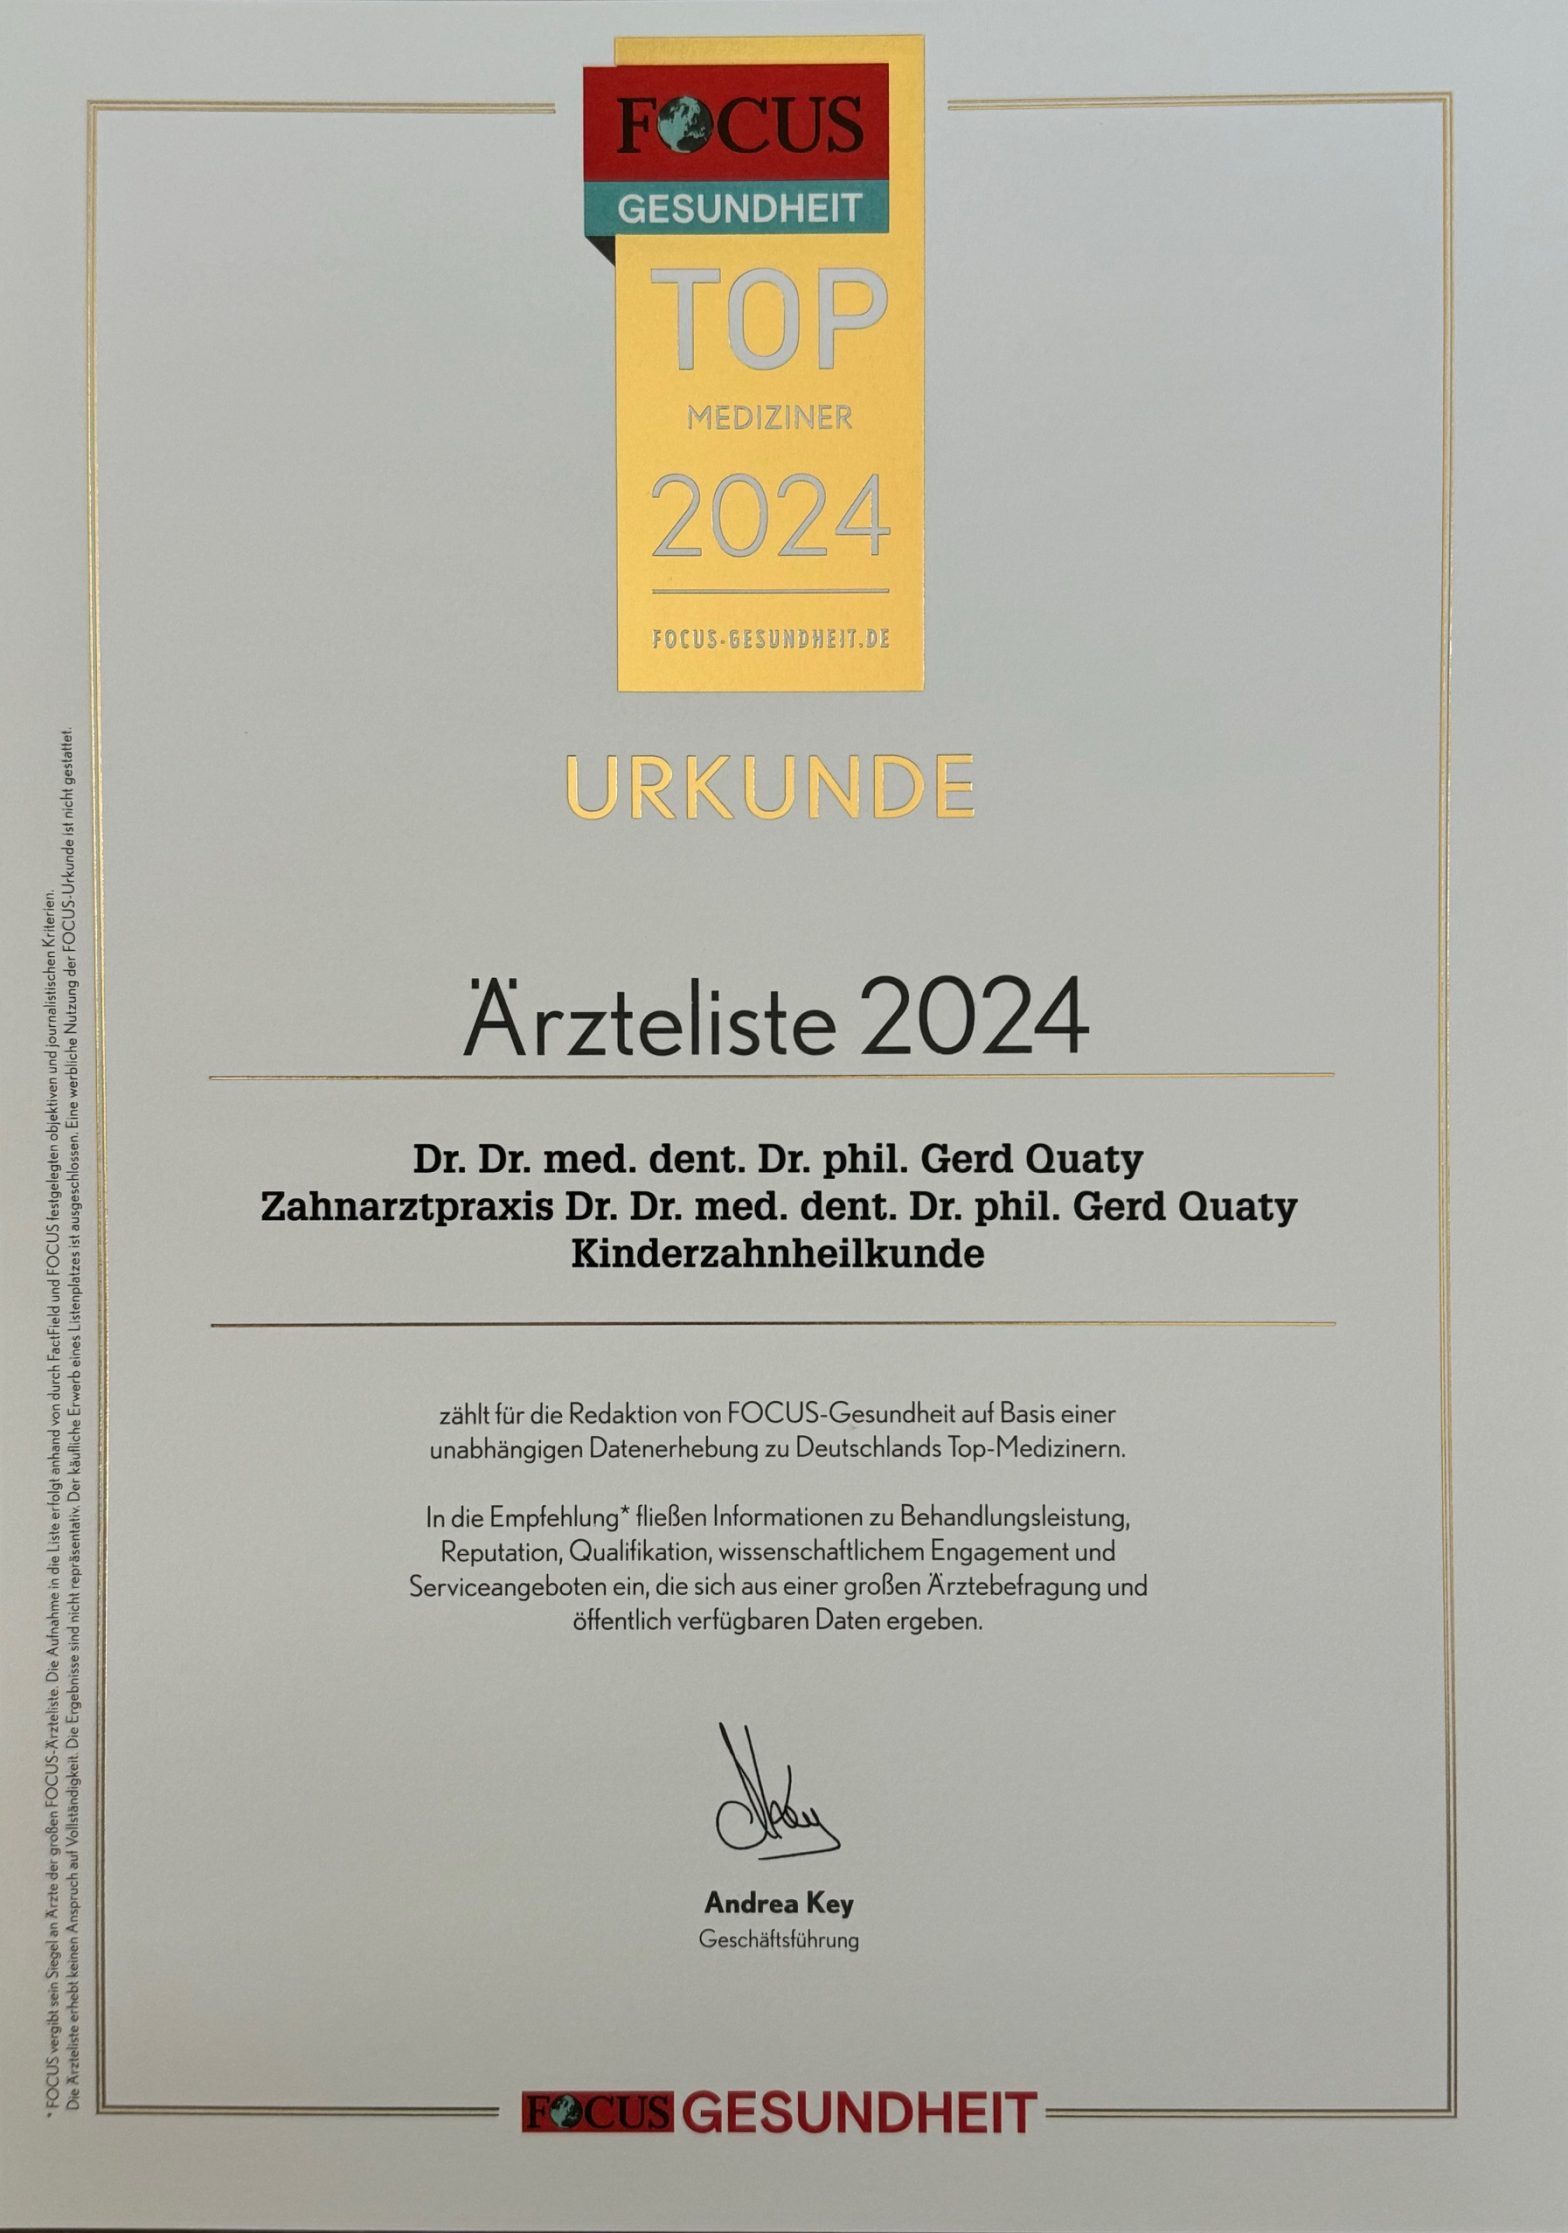 FOCUS
GESUNDHEIT
TOP
MEDIZINER
2024
FOCUS-GESUNDHEIT.DE
URKUNDE
Ärzteliste 2024
Dr. Dr. med. dent. Dr. phil. Gerd Quaty
Zahnarztpraxis Dr. Dr. med. dent. Dr. phil. Gerd Quaty
Kinderzahnheilkunde
zählt für die Redaktion von FOCUS-Gesundheit auf Basis einer
unabhängigen Datenerhebung zu Deutschlands Top-Medizinern.
In die Empfehlung* fließen Informationen zu Behandlungsleistung,
Reputation, Qualifikation, wissenschaftlichem Engagement und
Serviceangeboten ein, die sich aus einer großen Ärztebefragung und
öffentlich verfügbaren Daten ergeben.
Andrea Key
Geschäftsführung
FOCUS GESUNDHEIT
* FOCUS vergibt sein Siegel an Ärzte der großen FOCUS-Ärzteliste. Die Aufnahme in die Liste erfolgt anhand von durch FactField und FOCUS festgelegten objektiven und journalistischen Kriterien.
Die Ärzteliste erhebt keinen Anspruch auf Vollständigkeit. Die Ergebnisse sind nicht repräsentativ. Der käufliche Erwerb eines Listenplatzes ist ausgeschlossen. Eine werbliche Nutzung der FOCUS-Urkunde ist nicht gestattet.